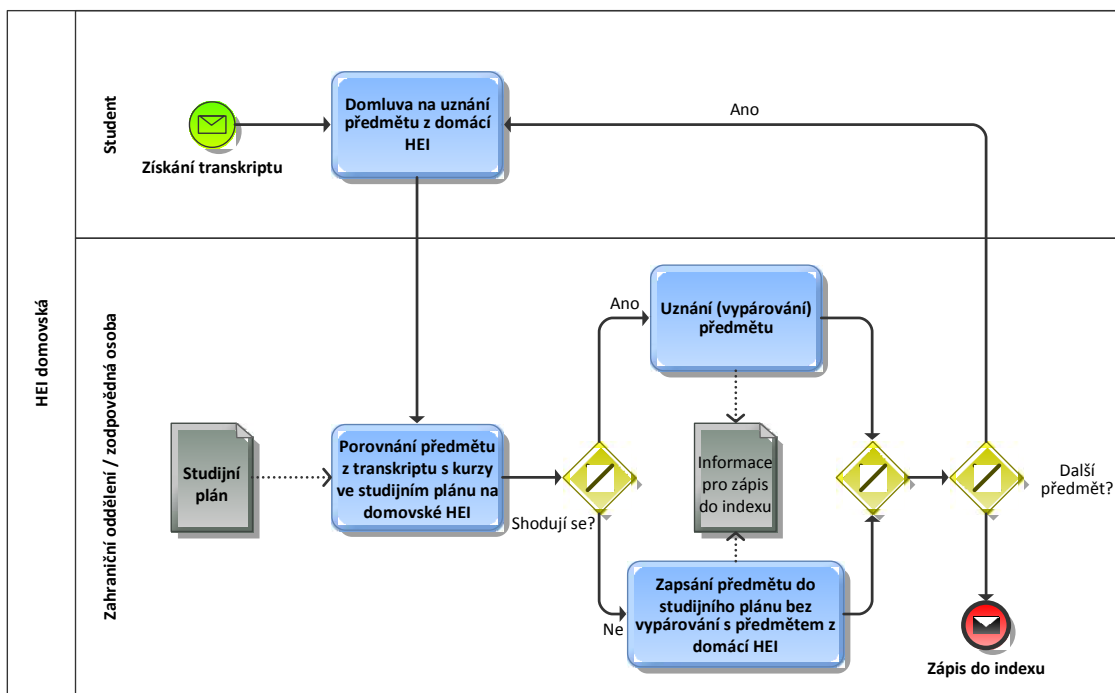 HEI domovská
Student
Získání transkriptu
Domluva na uznání
předmětu z domácí
HEI
Ano
Zahraniční oddělení / zodpovědná osoba
Studijní
plán
Porovnání předmětu
z transkriptu s kurzy
ve studijním plánu na
domovské HEI
Shodují se?
Ano
Uznání (vypárování)
předmětu
Informace
pro zápis
do indexu
Ne
Zapsání předmětu do
studijního plánu bez
vypárování s předmětem z
domácí HEI
Další
předmět?
Zápis do indexu